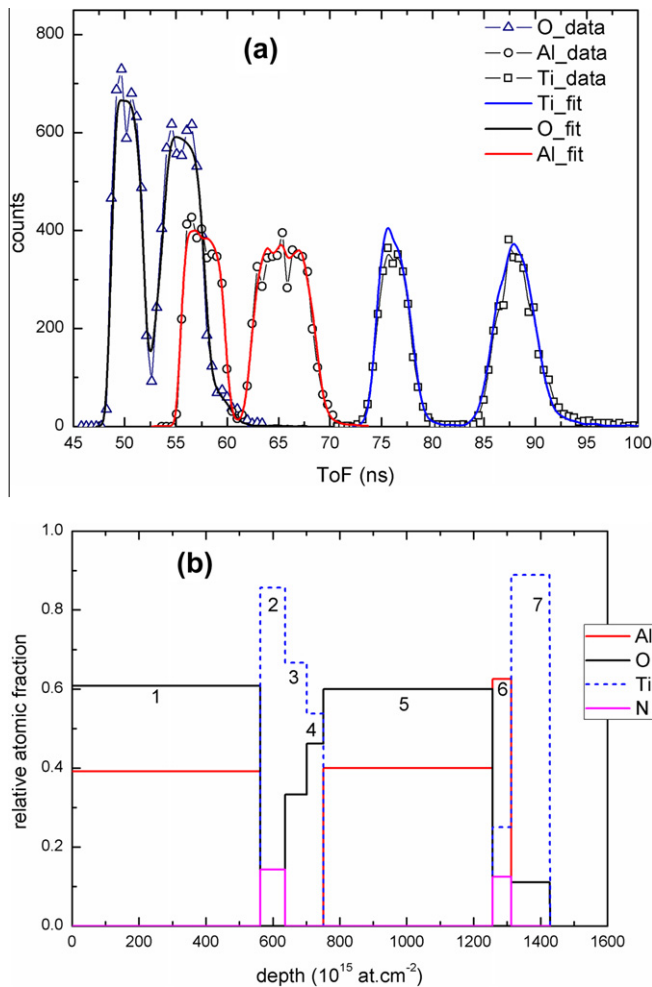 (a)
O_data
Al_data
Ti_data
Ti_fit
O_fit
Al_fit
800
600
400
200
0
counts
45 50 55 60 65 70 75 80 85 90 95 100
ToF (ns)
(b)
1.0
0.8
0.6
0.4
0.2
0.0
relative atomic fraction
1
2
3
4
5
6
7
Al
O
Ti
N
0 200 400 600 800 1000 1200 1400 1600
depth (10¹⁵ at.cm⁻²)